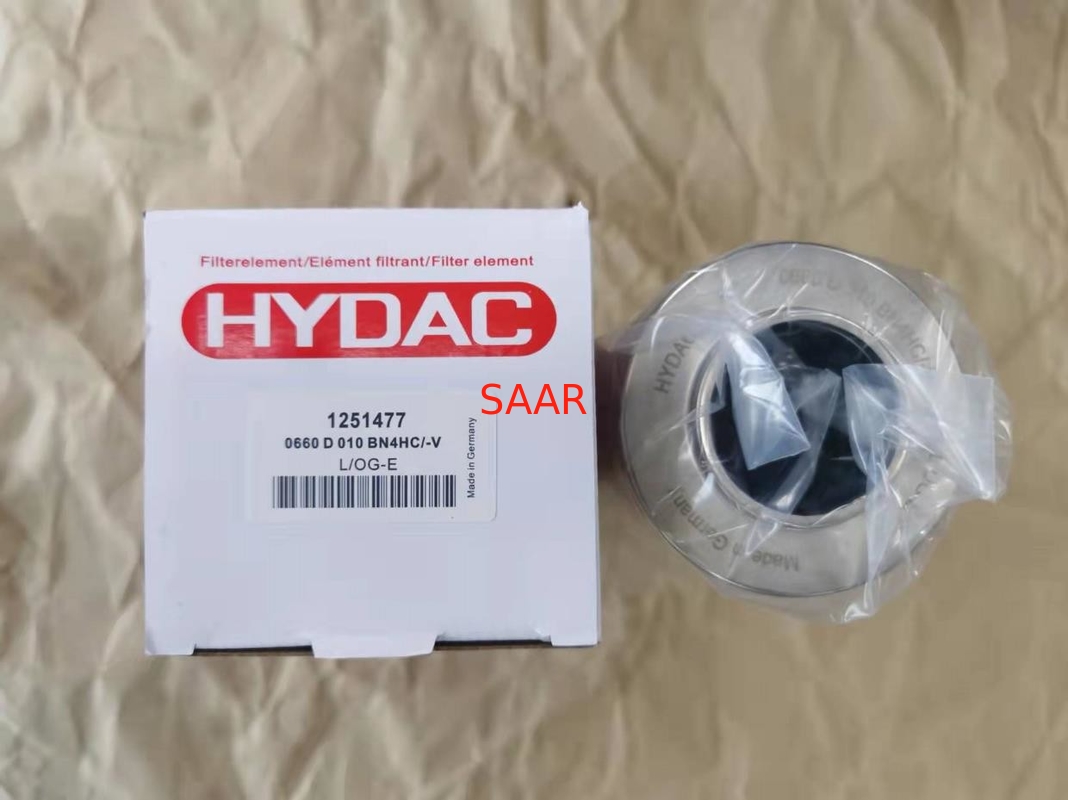 Filterelement/Elément filtrant/Filter element
HYDAC
1251477
0660 D 010 BN4HC/-V
L/OG-E
Made in Germany
SAAR
HYDAC
Made in German